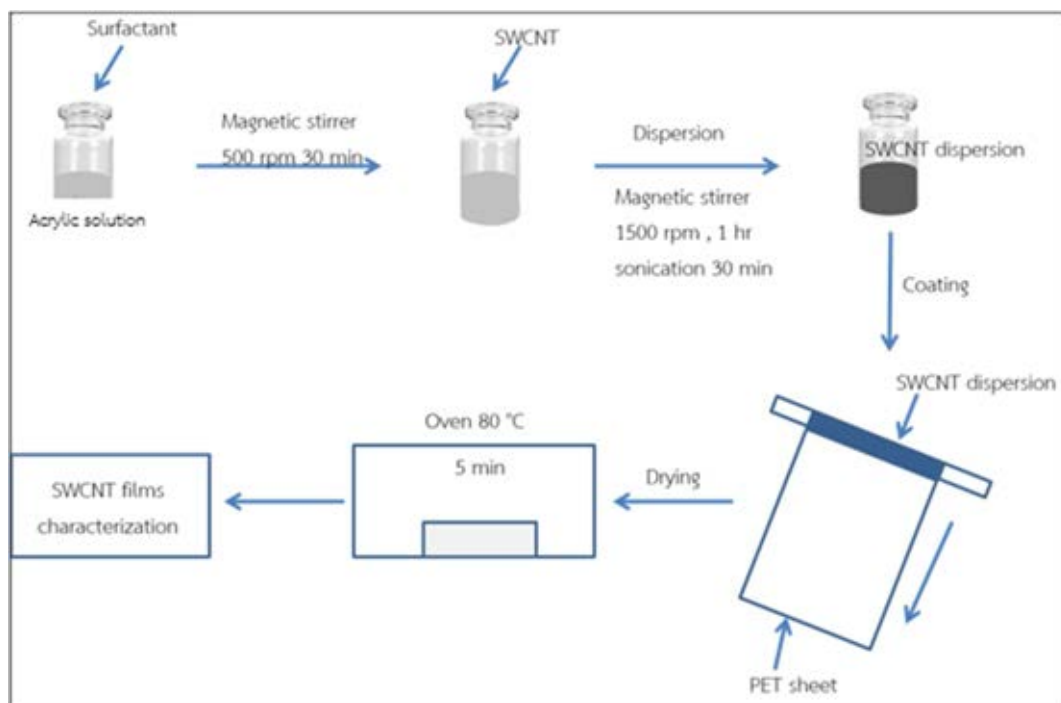 Surfactant
Acrylic solution
Magnetic stirrer
500 rpm 30 min
SWCNT
Dispersion
Magnetic stirrer
1500 rpm , 1 hr
sonication 30 min
SWCNT dispersion
Coating
SWCNT dispersion
PET sheet
Drying
Oven 80 °C
5 min
SWCNT films
characterization